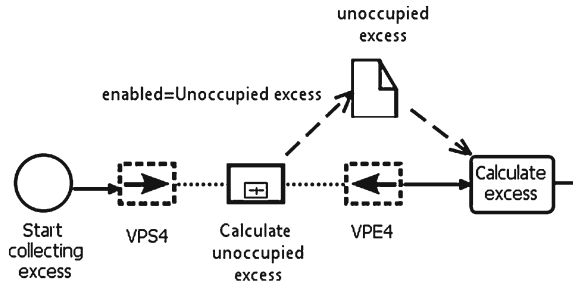 unoccupied
excess
enabled=Unoccupied excess
Start
collecting
excess
VPS4
Calculate
unoccupied
excess
VPE4
Calculate
excess